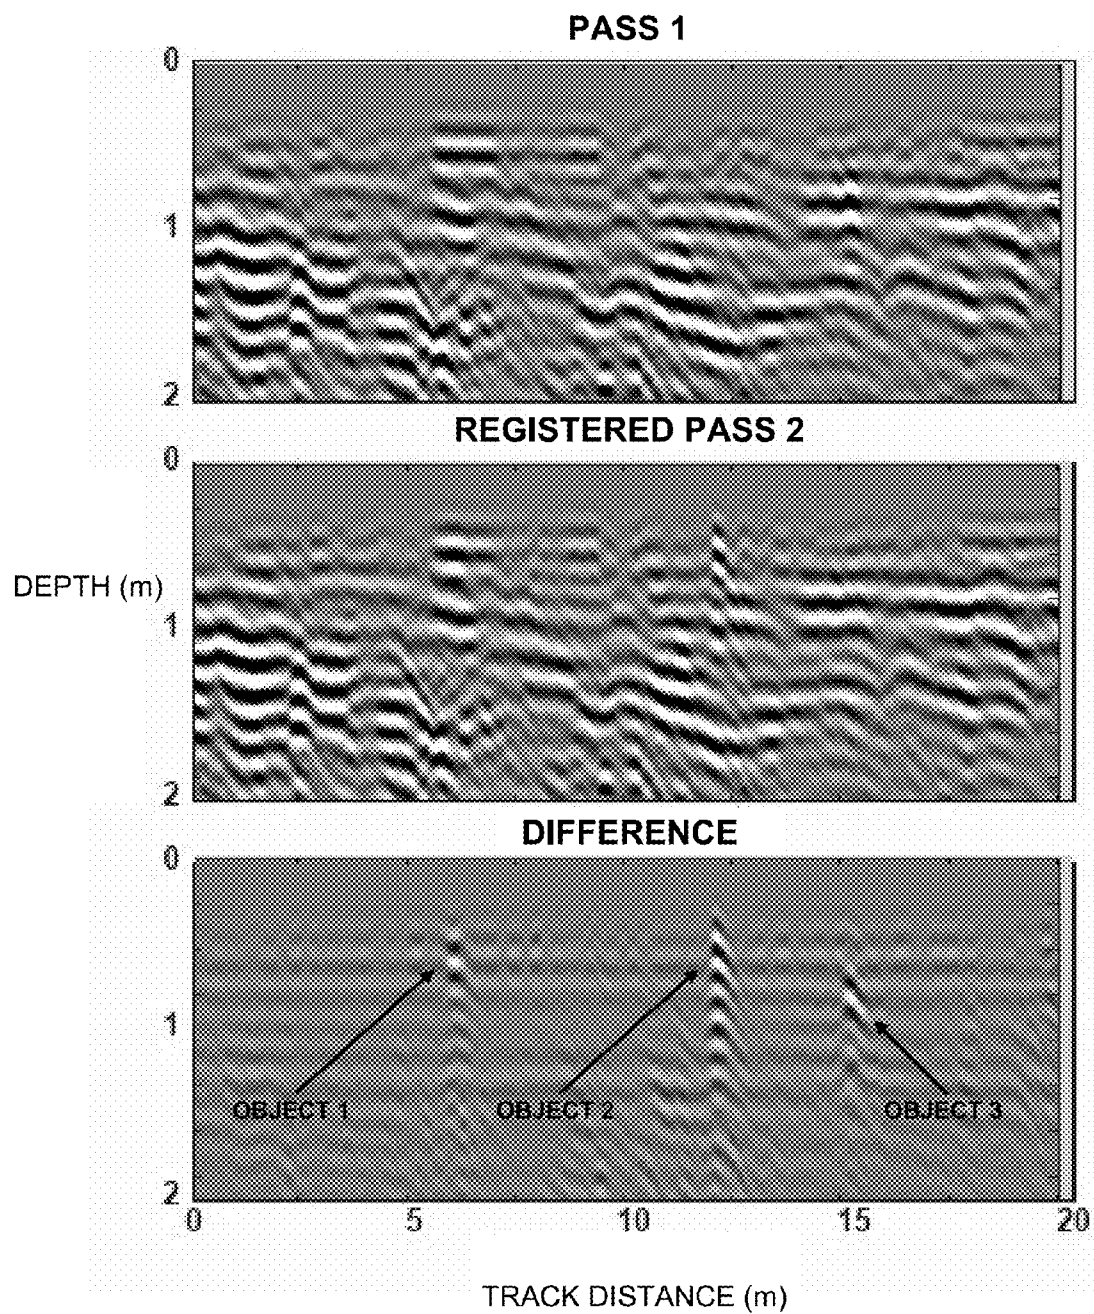 PASS 1
0
1
2
REGISTERED PASS 2
0
DEPTH (m)
1
2
DIFFERENCE
0
1
OBJECT 1
OBJECT 2
OBJECT 3
2
0
5
10
15
20
TRACK DISTANCE (m)